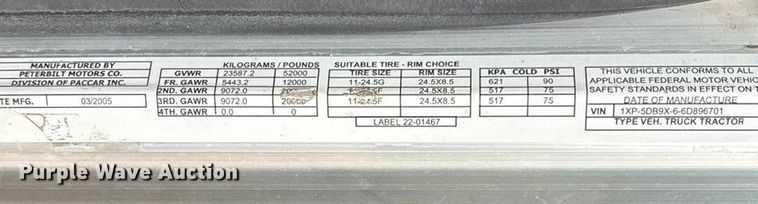 MANUFACTURED BY
PETERBILT MOTORS CO.
DIVISION OF PACCAR INC.
TE MFG. 03/2005
KILOGRAMS / POUNDS
GVWR 23587.2 52000
FR. GAWR 5443.2 12000
2ND. GAWR 9072.0
3RD. GAWR 9072.0 20000
4TH. GAWR 0.0 0
SUITABLE TIRE - RIM CHOICE
TIRE SIZE RIM SIZE
11-24.5G 24.5X8.5
24.5X8.5
11-24.5F 24.5X8.5
LABEL 22-01467
KPA COLD PSI
621 90
517 75
517 75
THIS VEHICLE CONFORMS TO ALL
APPLICABLE FEDERAL MOTOR VEHIC
SAFETY STANDARDS IN EFFECT ON T
DATE OF MANUFACTURE
VIN 1XP-5DB9X-6-6D896701
TYPE VEH. TRUCK TRACTOR
Purple Wave Auction